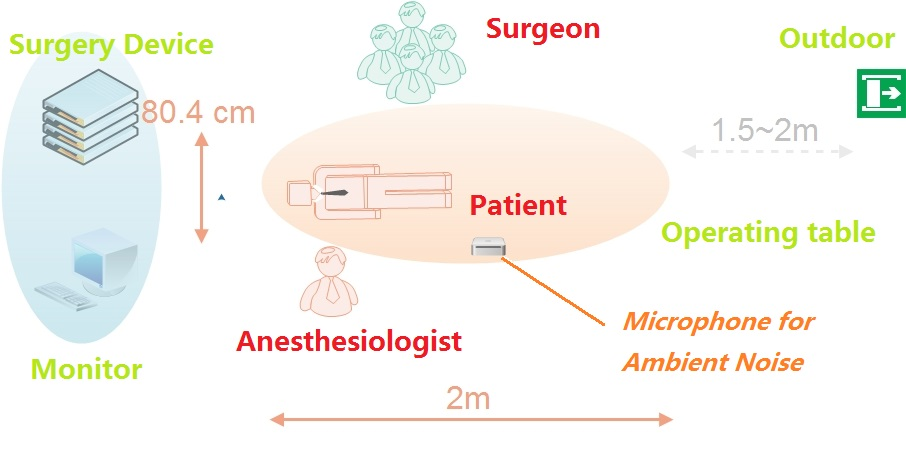 Surgeon
Outdoor
Surgery Device
80.4 cm
1.5~2m
Patient
Operating table
Microphone for
Ambient Noise
Anesthesiologist
Monitor
2m